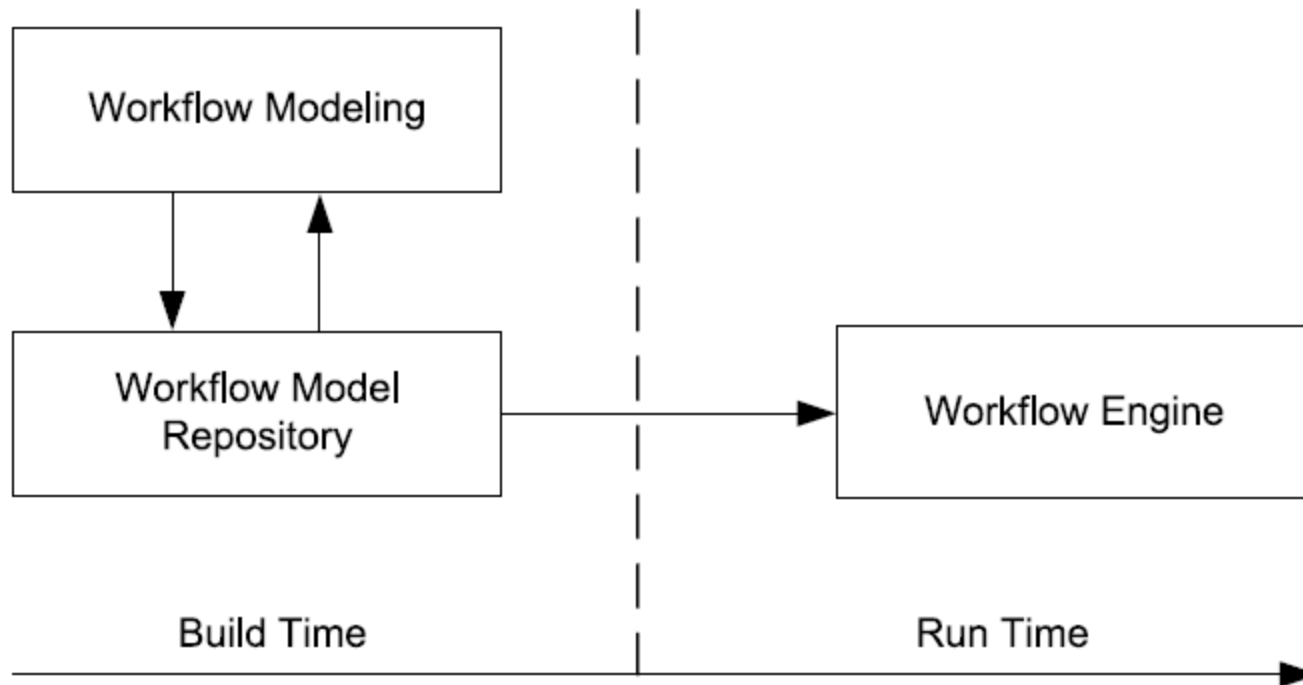 Workflow Modeling
Workflow Model
Repository
Workflow Engine
Build Time
Run Time